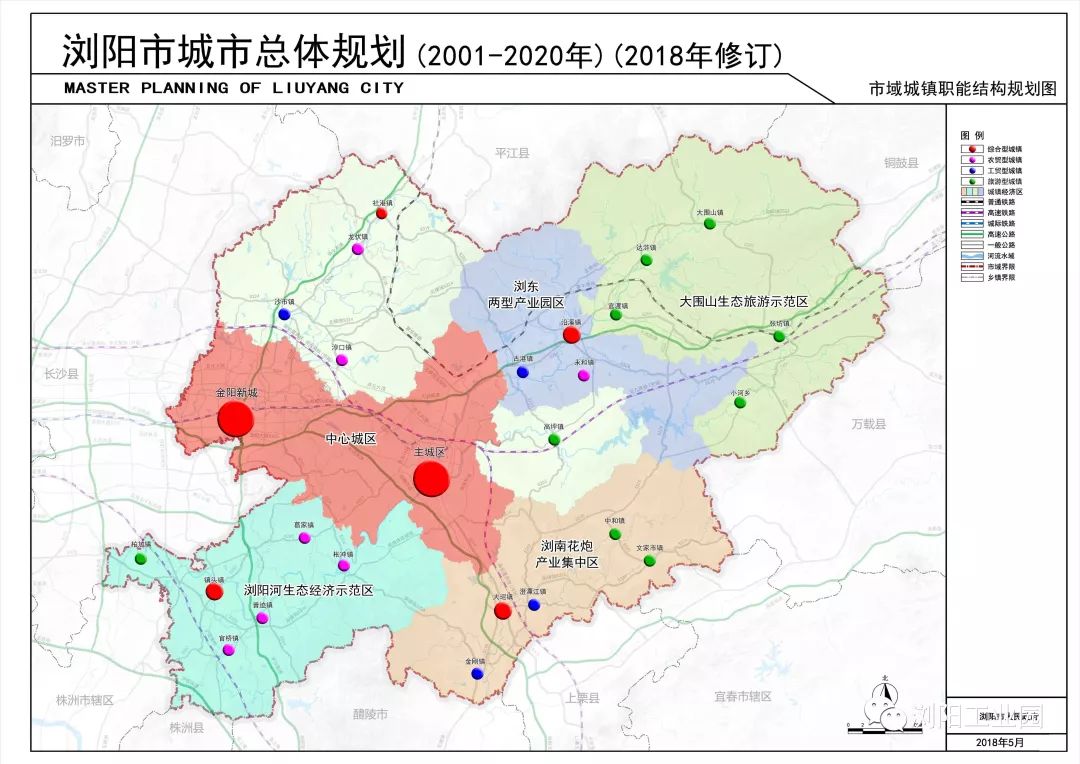 浏阳市城市总体规划(2001-2020年)(2018年修订)
MASTER PLANNING OF LIUYANG CITY
市域城镇职能结构规划图
汨罗市
平江县
铜鼓县
长沙县
万载县
株洲市辖区
株洲县
醴陵市
上栗县
宜春市辖区
社港镇
龙伏镇
沙市镇
淳口镇
大围山镇
达浒镇
官渡镇
张坊镇
小河乡
浏东
两型产业园区
大围山生态旅游示范区
沿溪镇
古港镇
永和镇
高坪镇
金阳新城
中心城区
主城区
葛家镇
枨冲镇
柏加镇
镇头镇
浏阳河生态经济示范区
普迹镇
官桥镇
中和镇
文家市镇
浏南花炮
产业集中区
大瑶镇
澄潭江镇
金刚镇
图 例
综合型城镇
农贸型城镇
工贸型城镇
旅游型城镇
城镇经济区
普通铁路
高速铁路
城际铁路
高速公路
一般公路
河流水域
市域界限
乡镇界限
北
浏阳工业园
浏阳市人民政府
2018年5月